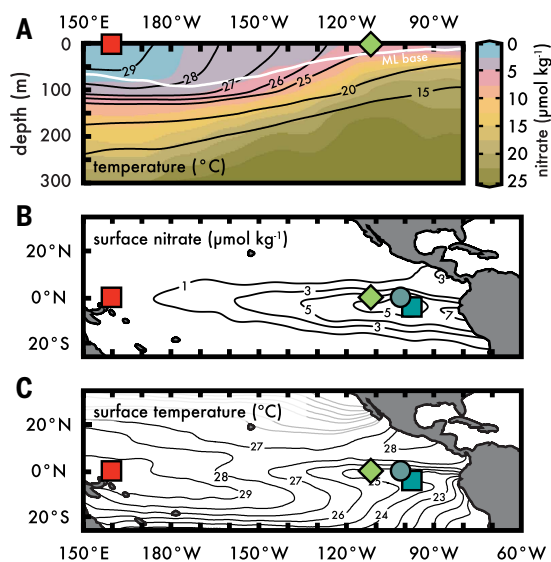 A
150°E 180°W 150°W 120°W 90°W
0
100
200
300
depth (m)
29 28 27 26 25 20 15
ML base
temperature (°C)
0
5
10
15
20
25
nitrate (µmol kg⁻¹)
B
surface nitrate (µmol kg⁻¹)
20°N
0°N
20°S
1 3 5 3 5 7 3
C
surface temperature (°C)
20°N
0°N
20°S
27 28 28 29 27 26 25 24 23
150°E 180°W 150°W 120°W 90°W 60°W